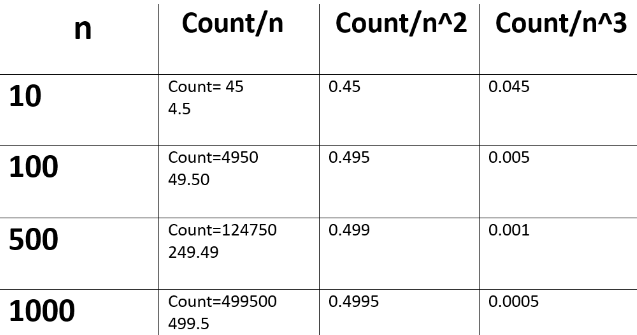 n Count/n Count/n^2 Count/n^3
10 Count= 45 0.45 0.045
4.5
100 Count=4950 0.495 0.005
49.50
500 Count=124750 0.499 0.001
249.49
1000 Count=499500 0.4995 0.0005
499.5